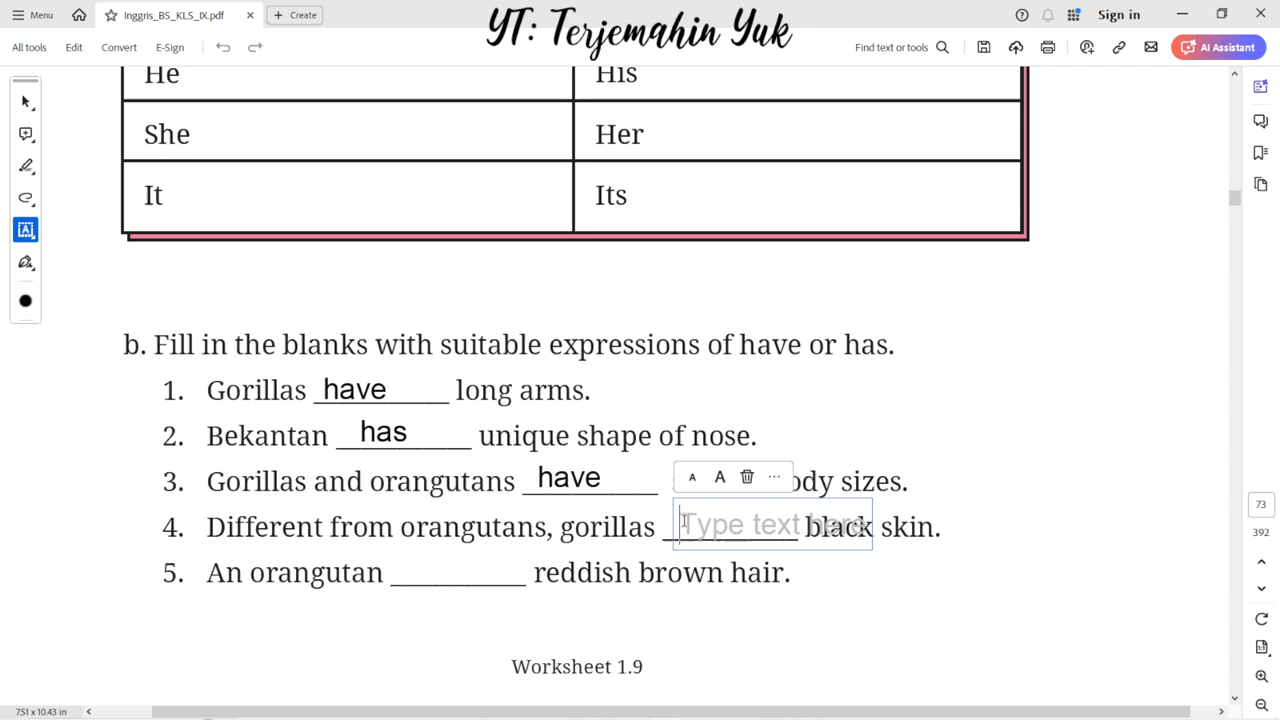 Menu Inggris_BS_KLS_IX.pdf Create Sign in
YT: Terjemahin Yuk
All tools Edit Convert E-Sign Find text or tools AI Assistant
He His
She Her
It Its
b. Fill in the blanks with suitable expressions of have or has.
1. Gorillas have long arms.
2. Bekantan has unique shape of nose.
3. Gorillas and orangutans have body sizes.
A A ...
4. Different from orangutans, gorillas __________ black skin.
Type text here
5. An orangutan __________ reddish brown hair.
Worksheet 1.9
73
392
7.51 x 10.43 in